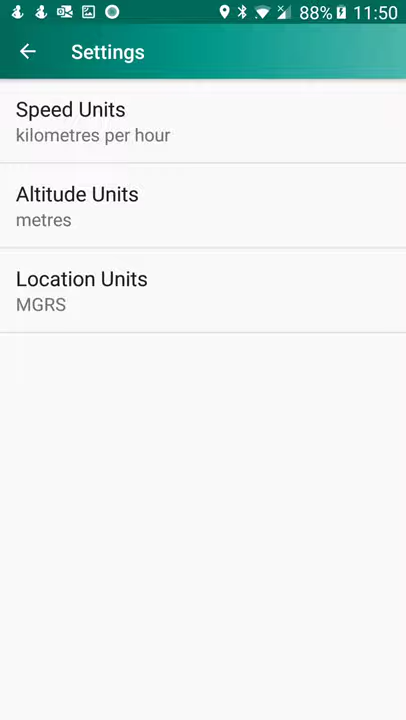 88% 11:50
Settings
Speed Units
kilometres per hour
Altitude Units
metres
Location Units
MGRS